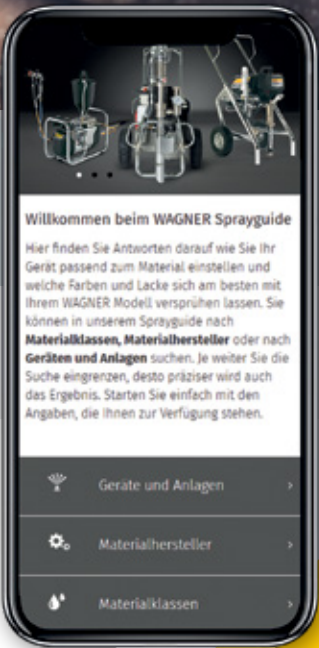 Willkommen beim WAGNER Sprayguide
Hier finden Sie Antworten darauf wie Sie Ihr
Gerät passend zum Material einstellen und
welche Farben und Lacke sich am besten mit
Ihrem WAGNER Modell versprühen lassen. Sie
können in unserem Sprayguide nach
Materialklassen, Materialhersteller oder nach
Geräten und Anlagen suchen. Je weiter Sie die
Suche eingrenzen, desto präziser wird auch
das Ergebnis. Starten Sie einfach mit den
Angaben, die Ihnen zur Verfügung stehen.
Geräte und Anlagen
Materialhersteller
Materialklassen